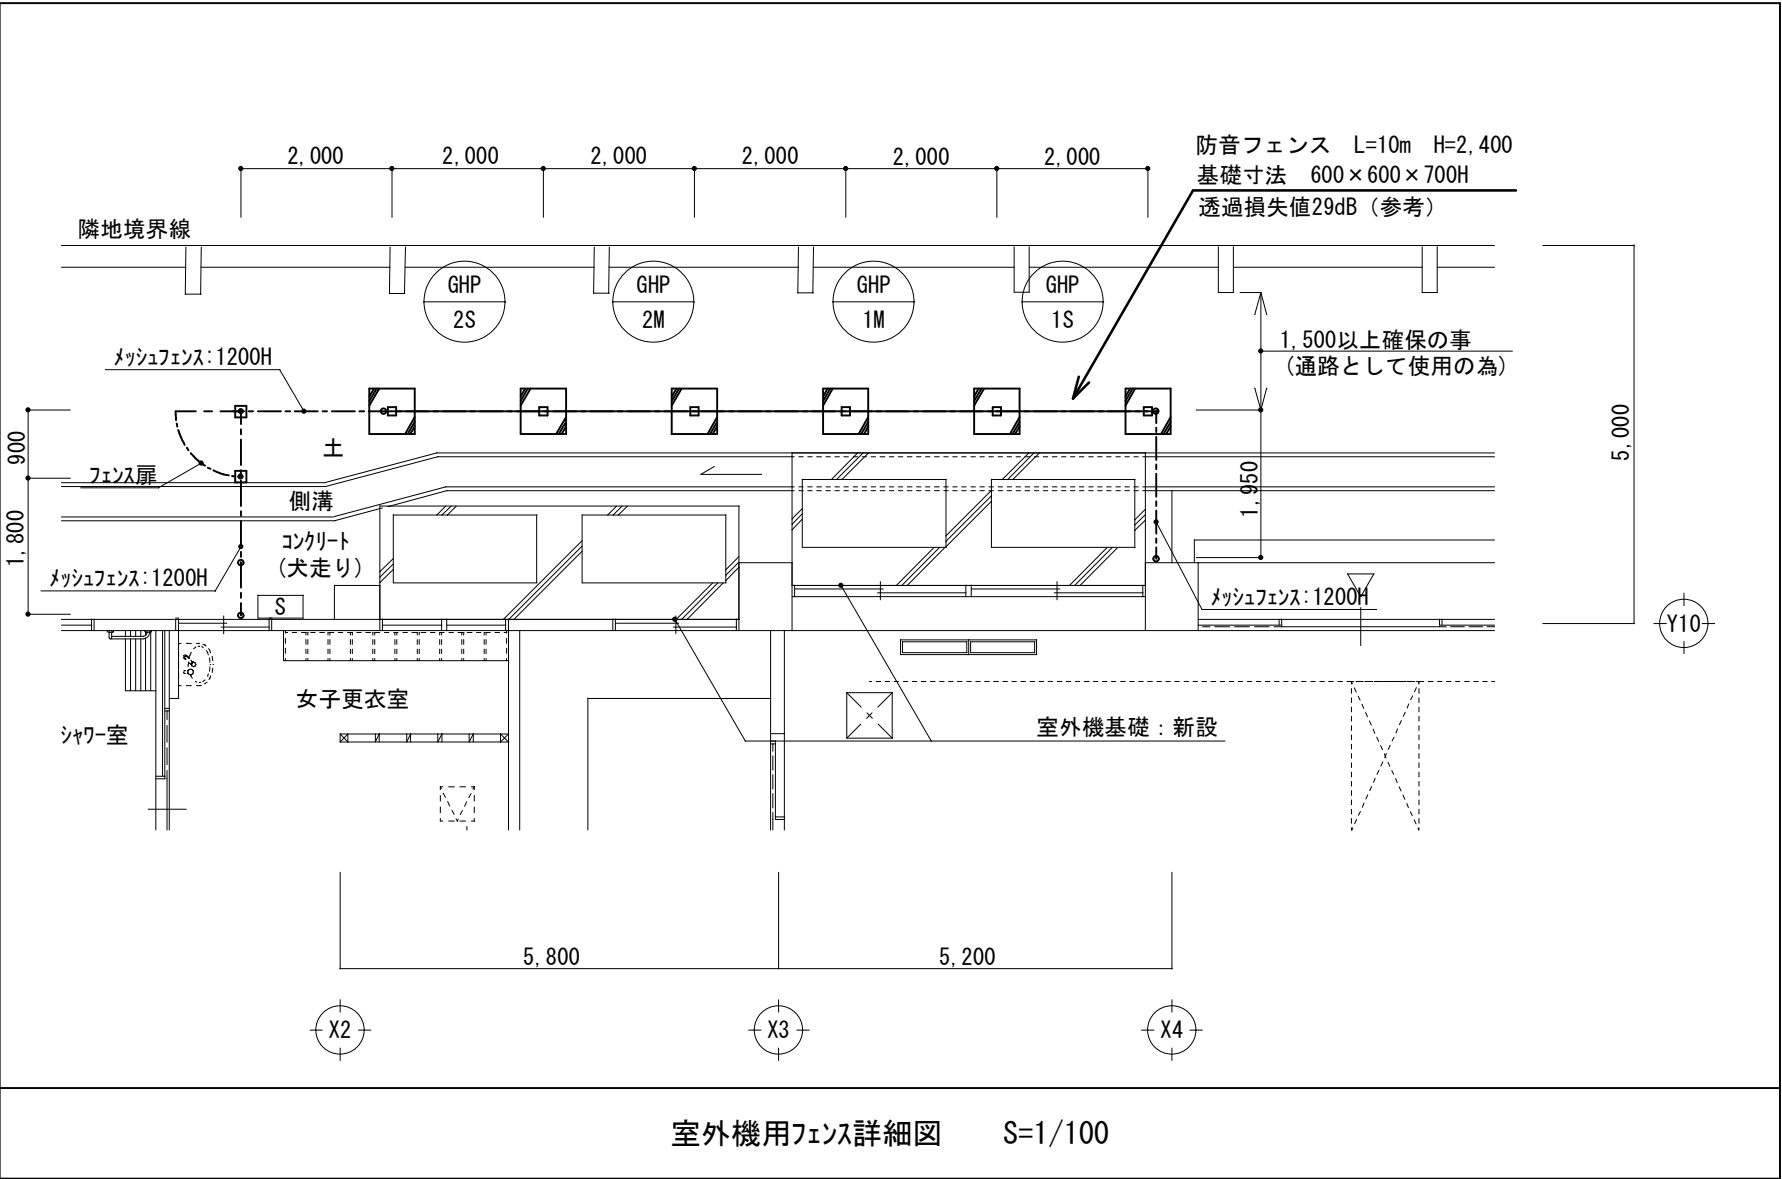 2,000
2,000
2,000
2,000
2,000
2,000
防音フェンス　L=10m　H=2,400
基礎寸法　600×600×700H
透過損失値29dB（参考）
隣地境界線
GHP
2S
GHP
2M
GHP
1M
GHP
1S
1,500以上確保の事
（通路として使用の為）
5,000
ﾒｯｼｭﾌｪﾝｽ:1200H
900
土
ﾌｪﾝｽ扉
側溝
1,950
1,800
ｺﾝｸﾘｰﾄ
（犬走り）
ﾒｯｼｭﾌｪﾝｽ:1200H
S
ﾒｯｼｭﾌｪﾝｽ:1200H
Y10
女子更衣室
ｼｬﾜｰ室
室外機基礎：新設
5,800
5,200
X2
X3
X4
室外機用ﾌｪﾝｽ詳細図　　S=1/100